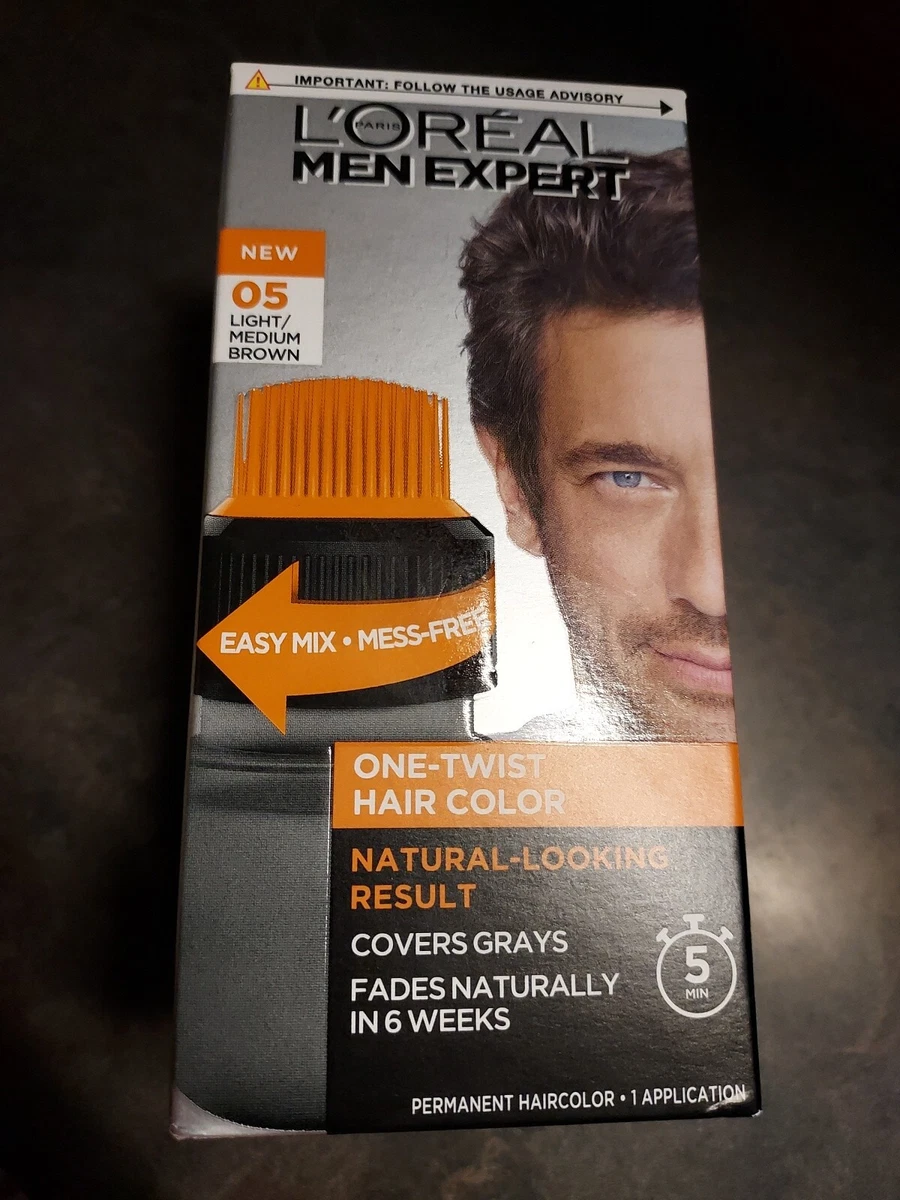 IMPORTANT: FOLLOW THE USAGE ADVISORY
L'ORÉAL
PARIS
MEN EXPERT
NEW
05
LIGHT/
MEDIUM
BROWN
EASY MIX • MESS-FREE
ONE-TWIST
HAIR COLOR
NATURAL-LOOKING
RESULT
COVERS GRAYS
FADES NATURALLY
IN 6 WEEKS
5
MIN
PERMANENT HAIRCOLOR • 1 APPLICATION